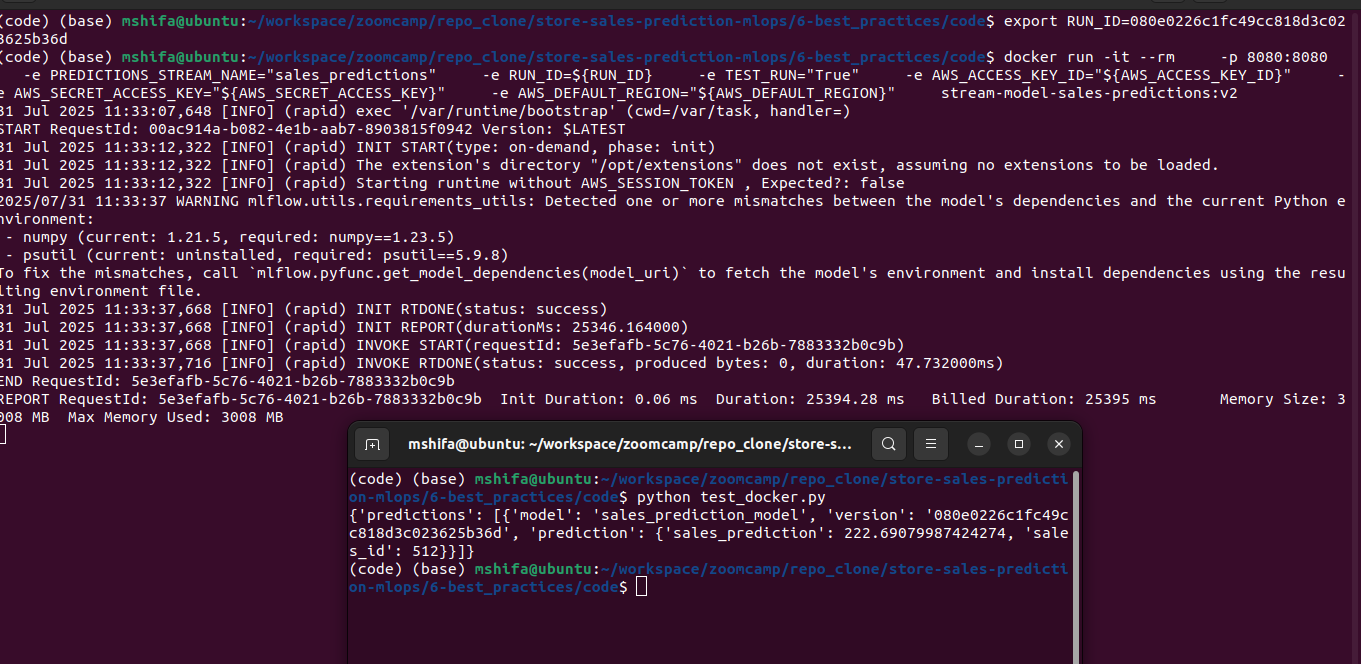 (code) (base) mshifa@ubuntu:~/workspace/zoomcamp/repo_clone/store-sales-prediction-mlops/6-best_practices/code$ export RUN_ID=080e0226c1fc49cc818d3c02
3625b36d
(code) (base) mshifa@ubuntu:~/workspace/zoomcamp/repo_clone/store-sales-prediction-mlops/6-best_practices/code$ docker run -it --rm     -p 8080:8080
   -e PREDICTIONS_STREAM_NAME="sales_predictions"     -e RUN_ID=${RUN_ID}     -e TEST_RUN="True"     -e AWS_ACCESS_KEY_ID="${AWS_ACCESS_KEY_ID}"     -
e AWS_SECRET_ACCESS_KEY="${AWS_SECRET_ACCESS_KEY}"     -e AWS_DEFAULT_REGION="${AWS_DEFAULT_REGION}"     stream-model-sales-predictions:v2
31 Jul 2025 11:33:07,648 [INFO] (rapid) exec '/var/runtime/bootstrap' (cwd=/var/task, handler=)
START RequestId: 00ac914a-b082-4e1b-aab7-8903815f0942 Version: $LATEST
31 Jul 2025 11:33:12,322 [INFO] (rapid) INIT START(type: on-demand, phase: init)
31 Jul 2025 11:33:12,322 [INFO] (rapid) The extension's directory "/opt/extensions" does not exist, assuming no extensions to be loaded.
31 Jul 2025 11:33:12,322 [INFO] (rapid) Starting runtime without AWS_SESSION_TOKEN , Expected?: false
2025/07/31 11:33:37 WARNING mlflow.utils.requirements_utils: Detected one or more mismatches between the model's dependencies and the current Python e
nvironment:
 - numpy (current: 1.21.5, required: numpy==1.23.5)
 - psutil (current: uninstalled, required: psutil==5.9.8)
To fix the mismatches, call `mlflow.pyfunc.get_model_dependencies(model_uri)` to fetch the model's environment and install dependencies using the resu
lting environment file.
31 Jul 2025 11:33:37,668 [INFO] (rapid) INIT RTDONE(status: success)
31 Jul 2025 11:33:37,668 [INFO] (rapid) INIT REPORT(durationMs: 25346.164000)
31 Jul 2025 11:33:37,668 [INFO] (rapid) INVOKE START(requestId: 5e3efafb-5c76-4021-b26b-7883332b0c9b)
31 Jul 2025 11:33:37,716 [INFO] (rapid) INVOKE RTDONE(status: success, produced bytes: 0, duration: 47.732000ms)
END RequestId: 5e3efafb-5c76-4021-b26b-7883332b0c9b
REPORT RequestId: 5e3efafb-5c76-4021-b26b-7883332b0c9b  Init Duration: 0.06 ms  Duration: 25394.28 ms   Billed Duration: 25395 ms       Memory Size: 3
008 MB  Max Memory Used: 3008 MB
mshifa@ubuntu: ~/workspace/zoomcamp/repo_clone/store-s...
(code) (base) mshifa@ubuntu:~/workspace/zoomcamp/repo_clone/store-sales-predicti
on-mlops/6-best_practices/code$ python test_docker.py
{'predictions': [{'model': 'sales_prediction_model', 'version': '080e0226c1fc49c
c818d3c023625b36d', 'prediction': {'sales_prediction': 222.69079987424274, 'sale
s_id': 512}}]}
(code) (base) mshifa@ubuntu:~/workspace/zoomcamp/repo_clone/store-sales-predicti
on-mlops/6-best_practices/code$